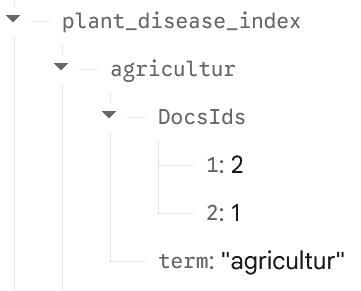 plant_disease_index
agricultur
DocsIds
1: 2
2: 1
term: "agricultur"